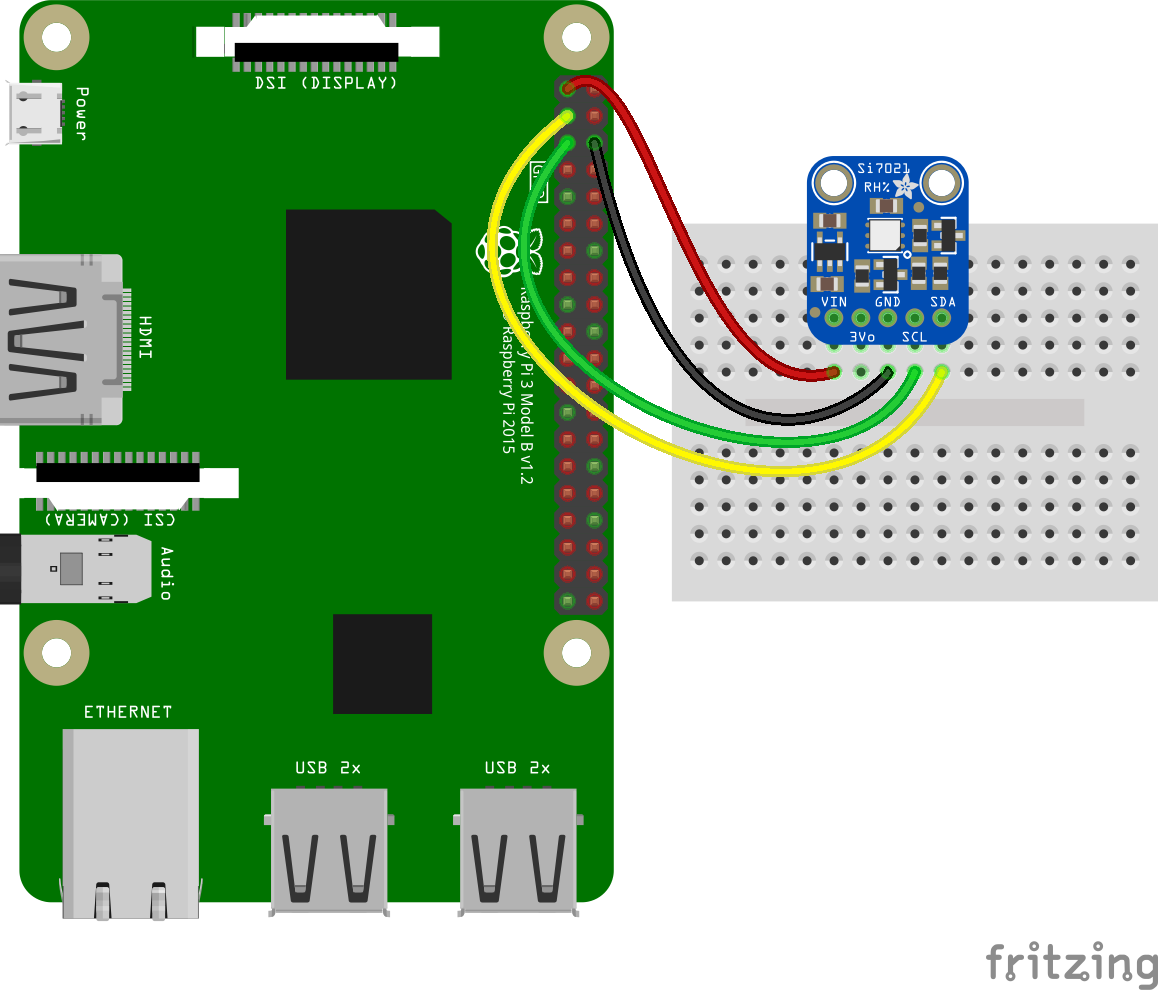 DSI (DISPLAY)
Power
HDMI
Raspberry Pi 3 Model B v1.2
Raspberry Pi 2015
CSI (CAMERA)
Audio
ETHERNET
USB 2x
USB 2x
Si7021
RH%
VIN
GND
SDA
3Vo
SCL
fritzing